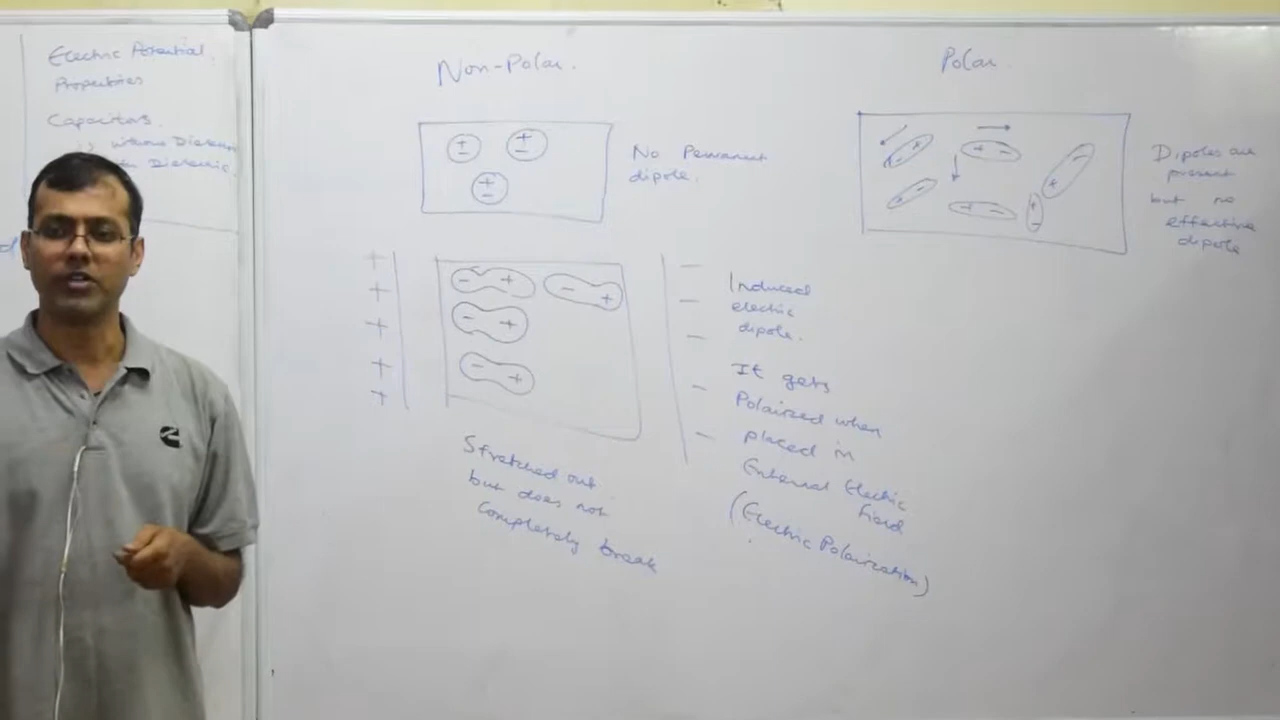 Electric Potential.
Properties
Capacitors.
Non-Polar.
+ -
+ -
+ -
No Permanent
dipole.
Polar.
- +
+ -
+ -
+ -
+ -
+ -
Dipoles are
present
but no
effective
dipole
+
+
+
+
+
- +
- +
- +
- +
-
-
-
-
-
Induced
electric
dipole.
It gets
Polarized when
placed in
External Electric
field
(Electric Polarization)
Stretched out
but does not
completely break